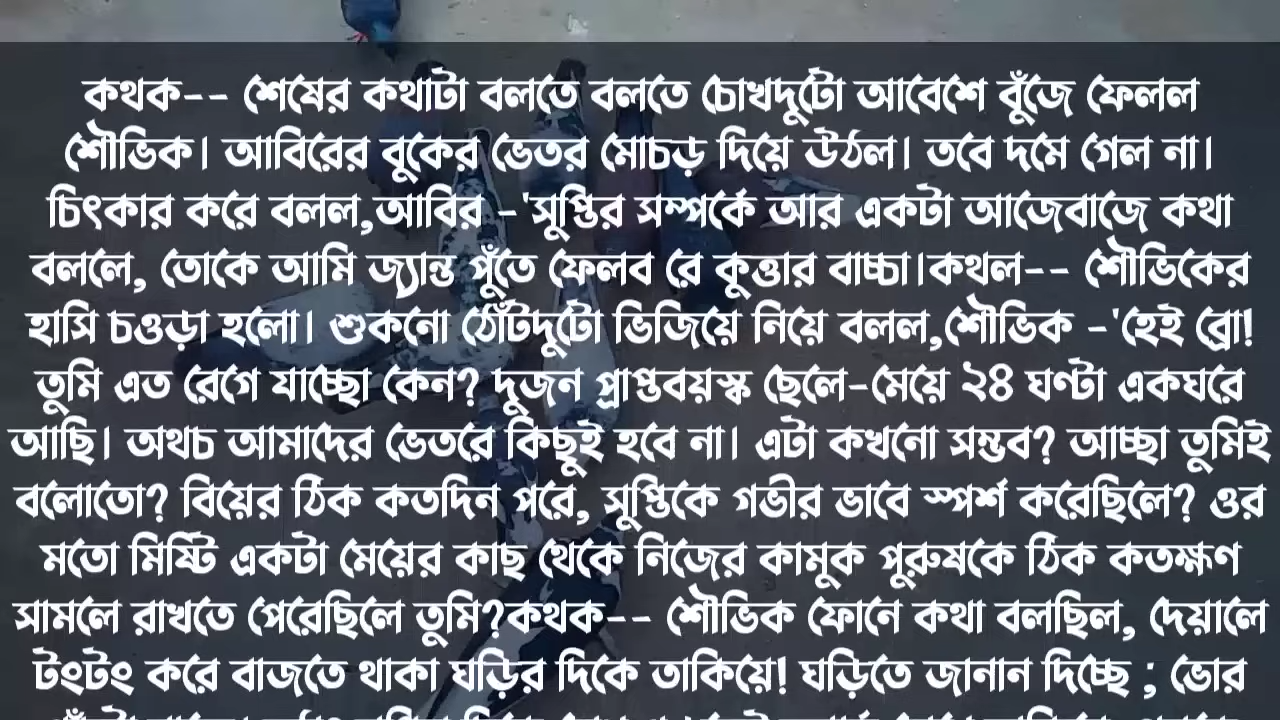 কথক-- শেষের কথাটা বলতে বলতে চোখদুটো আবেশে বুঁজে ফেলল
শৌভিক। আবিরের বুকের ভেতর মোচড় দিয়ে উঠল। তবে দমে গেল না।
চিৎকার করে বলল,আবির -'সুপ্তির সম্পর্কে আর একটা আজেবাজে কথা
বললে, তোকে আমি জ্যান্ত পুঁতে ফেলব রে কুত্তার বাচ্চা।কথল-- শৌভিকের
হাসি চওড়া হলো। শুকনো ঠোঁটদুটো ভিজিয়ে নিয়ে বলল,শৌভিক -'হেই ব্রো!
তুমি এত রেগে যাচ্ছো কেন? দুজন প্রাপ্তবয়স্ক ছেলে-মেয়ে ২৪ ঘণ্টা একঘরে
আছি। অথচ আমাদের ভেতরে কিছুই হবে না। এটা কখনো সম্ভব? আচ্ছা তুমিই
বলোতো? বিয়ের ঠিক কতদিন পরে, সুপ্তিকে গভীর ভাবে স্পর্শ করেছিলে? ওর
মতো মিষ্টি একটা মেয়ের কাছ থেকে নিজের কামুক পুরুষকে ঠিক কতক্ষণ
সামলে রাখতে পেরেছিলে তুমি?কথক-- শৌভিক ফোনে কথা বলছিল, দেয়ালে
টংটং করে বাজতে থাকা ঘড়ির দিকে তাকিয়ে! ঘড়িতে জানান দিচ্ছে ; ভোর